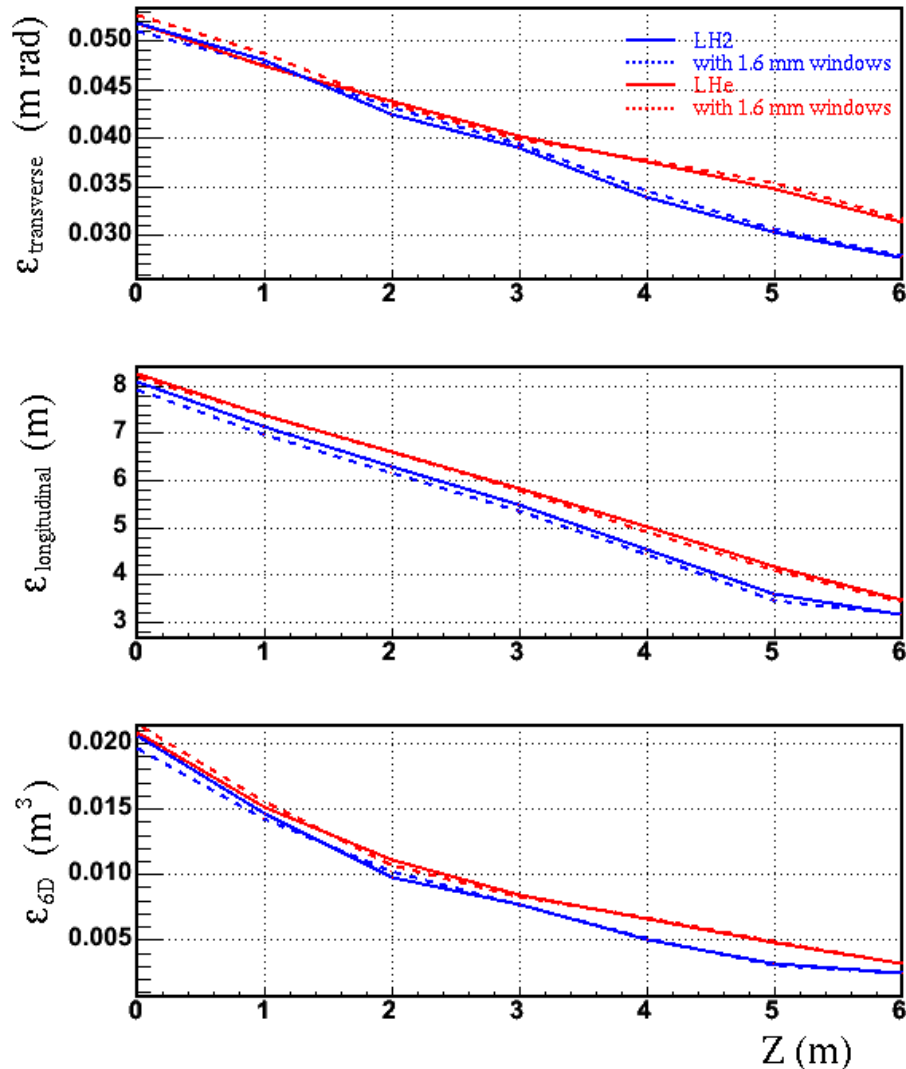 ε transverse (m rad)
0.050
0.045
0.040
0.035
0.030
LH2
with 1.6 mm windows
LHe
with 1.6 mm windows
0 1 2 3 4 5 6
ε longitudinal (m)
8
7
6
5
4
3
0 1 2 3 4 5 6
ε 6D (m³)
0.020
0.015
0.010
0.005
0 1 2 3 4 5 6
Z (m)